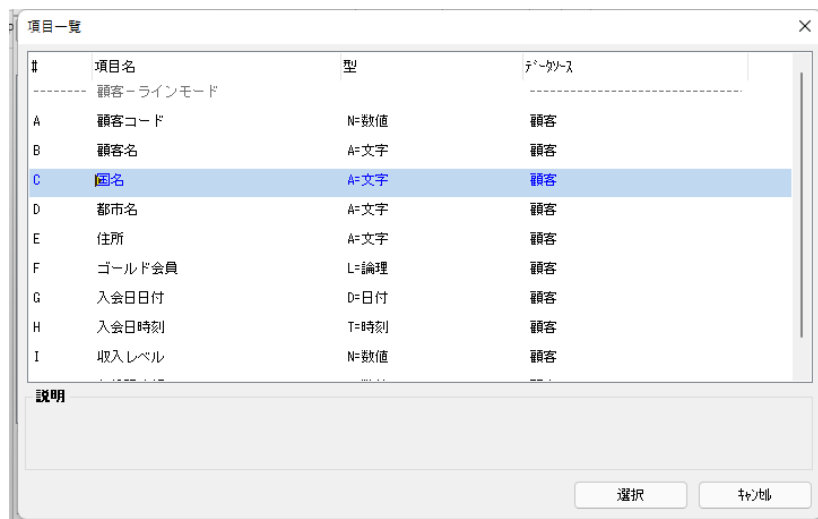 項目一覧
# 項目名 型 ﾃﾞｰﾀｿｰｽ
-------- 顧客－ラインモード --------------------------------
A 顧客コード N=数値 顧客
B 顧客名 A=文字 顧客
C 国名 A=文字 顧客
D 都市名 A=文字 顧客
E 住所 A=文字 顧客
F ゴールド会員 L=論理 顧客
G 入会日日付 D=日付 顧客
H 入会日時刻 T=時刻 顧客
I 収入レベル N=数値 顧客
説明
選択 ｷｬﾝｾﾙ